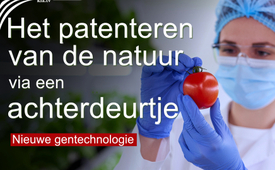 Het patenteren
van de natuur
via een
achterdeurtje
Nieuwe gentechnologie